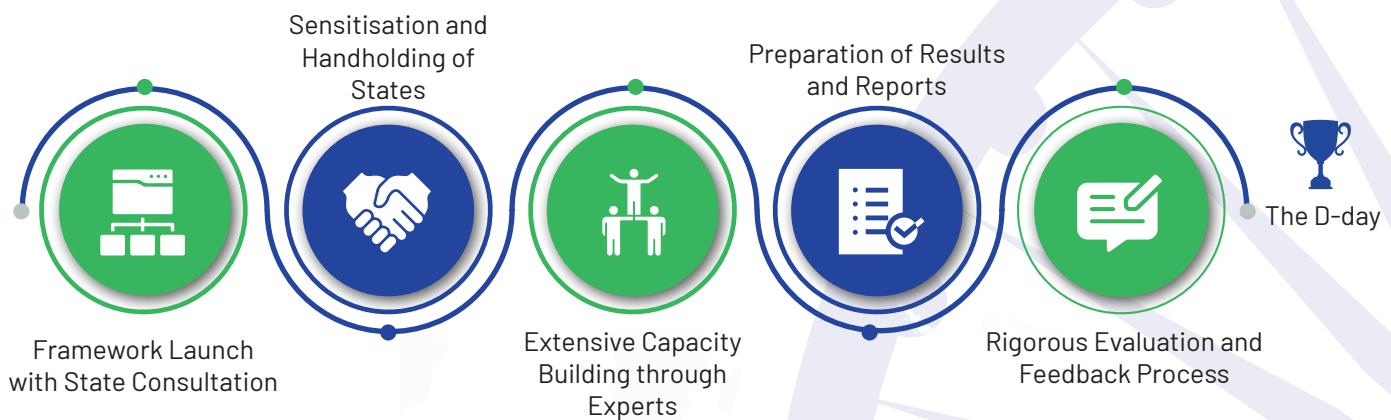 Framework Launch
with State Consultation
Sensitisation and
Handholding of
States
Extensive Capacity
Building through
Experts
Preparation of Results
and Reports
Rigorous Evaluation and
Feedback Process
The D-day